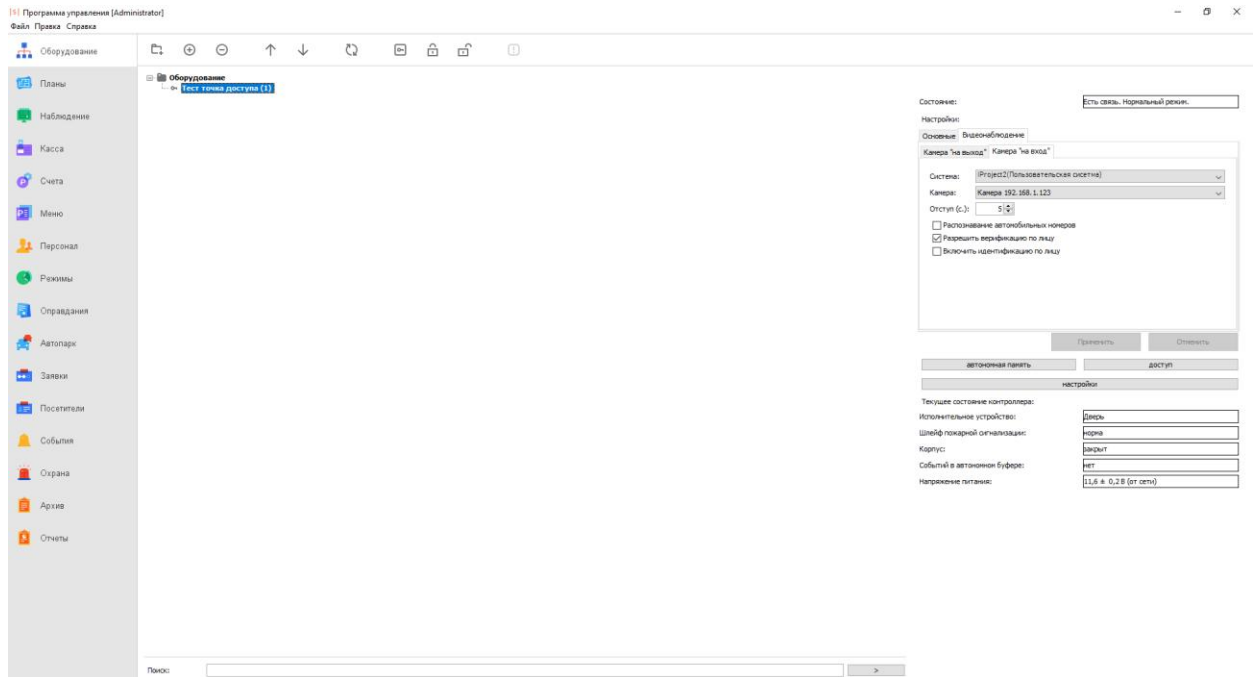 [S] Программа управления [Administrator]
Файл Правка Справка
Оборудование
Планы
Наблюдение
Касса
Счета
Меню
Персонал
Режимы
Оправдания
Автопарк
Заявки
Посетители
События
Охрана
Архив
Отчеты
Оборудование
Тест точка доступа (1)
Поиск:
>
Состояние: Есть связь. Нормальный режим.
Настройки:
Основные Видеонаблюдение
Камера "на выход" Камера "на вход"
Система: iProject2(Пользовательская сисетма)
Камера: Камера 192.168.1.123
Отступ (с.): 5
Распознавание автомобильных номеров
Разрешить верификацию по лицу
Включить идентификацию по лицу
Применить Отменить
автономная память доступ
настройки
Текущее состояние контроллера:
Исполнительное устройство: Дверь
Шлейф пожарной сигнализации: норма
Корпус: закрыт
Событий в автономном буфере: нет
Напряжение питания: 11,6 ± 0,2 В (от сети)